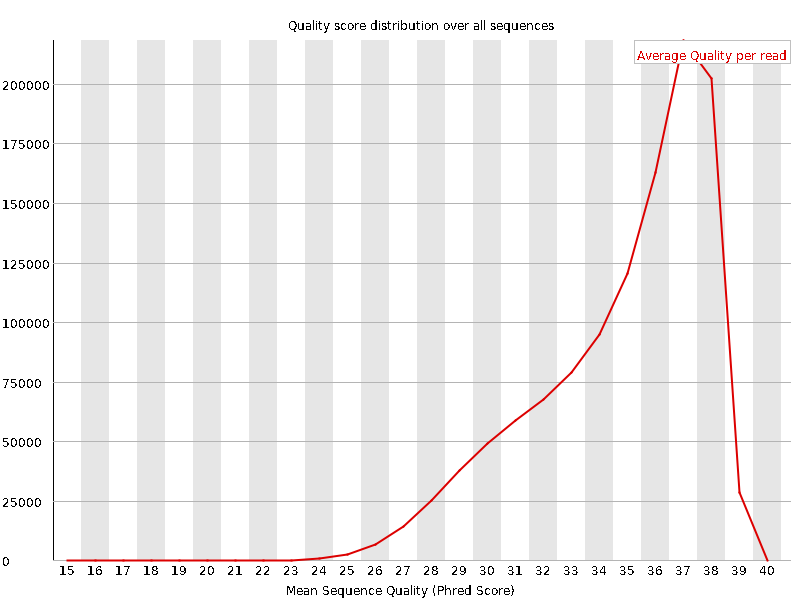 Quality score distribution over all sequences
Average Quality per read
200000
175000
150000
125000
100000
75000
50000
25000
0
15 16 17 18 19 20 21 22 23 24 25 26 27 28 29 30 31 32 33 34 35 36 37 38 39 40
Mean Sequence Quality (Phred Score)